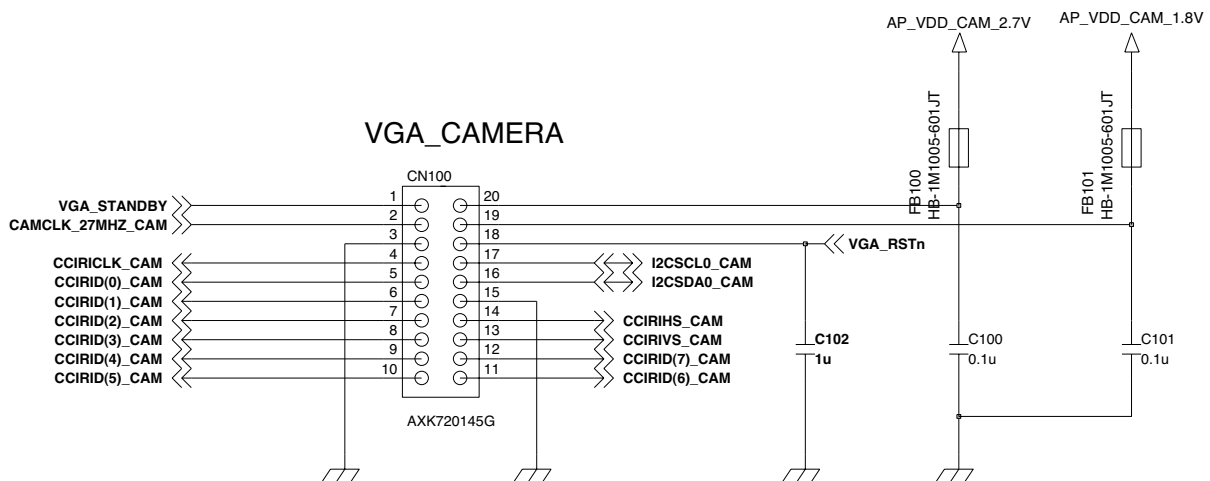 AP_VDD_CAM_2.7V
AP_VDD_CAM_1.8V
FB100
HB-1M1005-601JT
FB101
HB-1M1005-601JT
VGA_CAMERA
CN100
VGA_STANDBY
1
20
CAMCLK_27MHZ_CAM
2
19
3
18
VGA_RSTn
CCIRICLK_CAM
4
17
I2CSCL0_CAM
CCIRID(0)_CAM
5
16
I2CSDA0_CAM
CCIRID(1)_CAM
6
15
CCIRID(2)_CAM
7
14
CCIRIHS_CAM
CCIRID(3)_CAM
8
13
CCIRIVS_CAM
CCIRID(4)_CAM
9
12
CCIRID(7)_CAM
CCIRID(5)_CAM
10
11
CCIRID(6)_CAM
C102
1u
C100
0.1u
C101
0.1u
AXK720145G